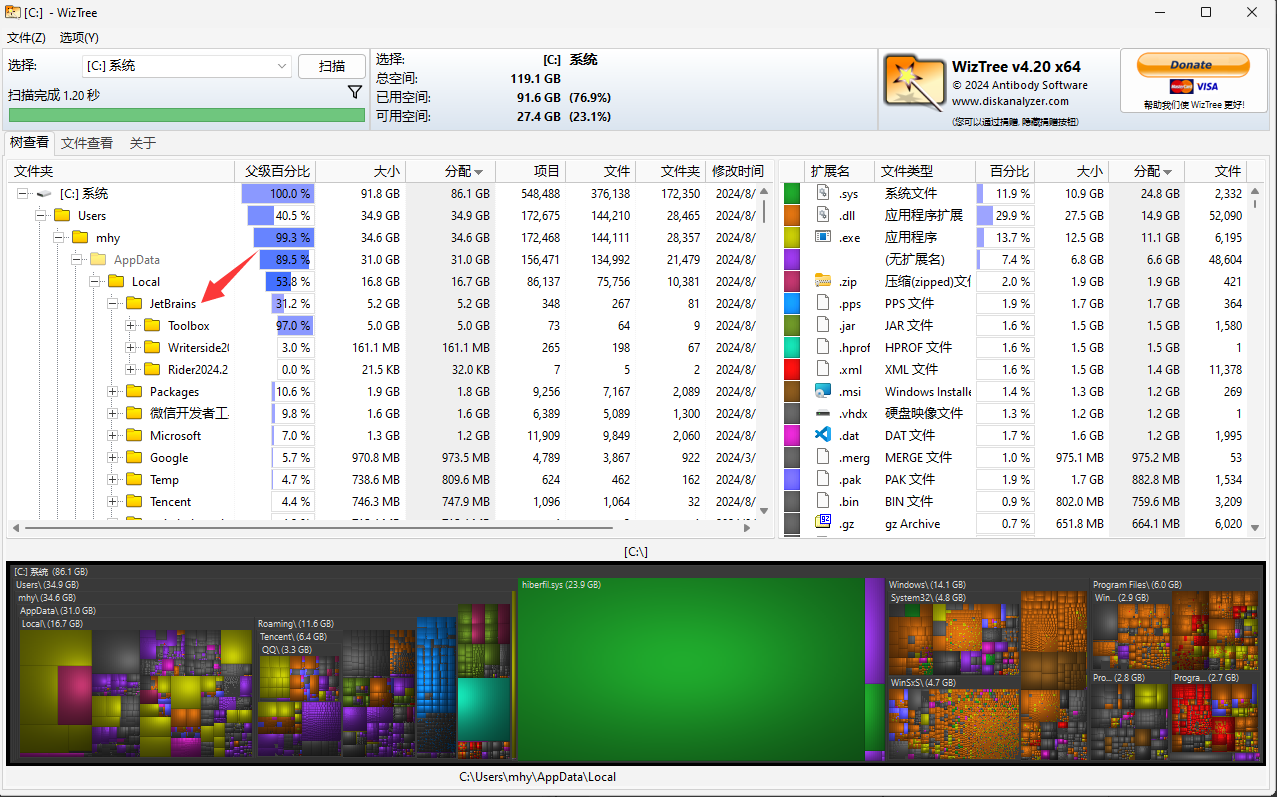 [C:] - WizTree
文件(Z) 选项(Y)
选择: [C:] 系统 扫描
扫描完成 1.20 秒
选择: [C:] 系统
总空间: 119.1 GB
已用空间: 91.6 GB (76.9%)
可用空间: 27.4 GB (23.1%)
WizTree v4.20 x64
© 2024 Antibody Software
www.diskanalyzer.com
(您可以通过捐赠, 隐藏捐赠按钮)
Donate
MasterCard VISA
帮助我们使 WizTree 更好!
树查看 文件查看 关于
文件夹 父级百分比 大小 分配 项目 文件 文件夹 修改时间
[C:] 系统 100.0 % 91.8 GB 86.1 GB 548,488 376,138 172,350 2024/8/
Users 40.5 % 34.9 GB 34.9 GB 172,675 144,210 28,465 2024/8/
mhy 99.3 % 34.6 GB 34.6 GB 172,468 144,111 28,357 2024/8/
AppData 89.5 % 31.0 GB 31.0 GB 156,471 134,992 21,479 2024/8/
Local 53.8 % 16.8 GB 16.7 GB 86,137 75,756 10,381 2024/8/
JetBrains 31.2 % 5.2 GB 5.2 GB 348 267 81 2024/8/
Toolbox 97.0 % 5.0 GB 5.0 GB 73 64 9 2024/8/
Writerside20 3.0 % 161.1 MB 161.1 MB 265 198 67 2024/8/
Rider2024.2 0.0 % 21.5 KB 32.0 KB 7 5 2 2024/8/
Packages 10.6 % 1.9 GB 1.8 GB 9,256 7,167 2,089 2024/8/
微信开发者工 9.8 % 1.6 GB 1.6 GB 6,389 5,089 1,300 2024/8/
Microsoft 7.0 % 1.3 GB 1.2 GB 11,909 9,849 2,060 2024/8/
Google 5.7 % 970.8 MB 973.5 MB 4,789 3,867 922 2024/3/
Temp 4.7 % 738.6 MB 809.6 MB 624 462 162 2024/8/
Tencent 4.4 % 746.3 MB 747.9 MB 1,096 1,064 32 2024/8/
扩展名 文件类型 百分比 大小 分配 文件
.sys 系统文件 11.9 % 10.9 GB 24.8 GB 2,332
.dll 应用程序扩展 29.9 % 27.5 GB 14.9 GB 52,090
.exe 应用程序 13.7 % 12.5 GB 11.1 GB 6,195
(无扩展名) 7.4 % 6.8 GB 6.6 GB 48,604
.zip 压缩(zipped)文件 2.0 % 1.9 GB 1.9 GB 421
.pps PPS 文件 1.9 % 1.7 GB 1.7 GB 364
.jar JAR 文件 1.6 % 1.5 GB 1.5 GB 1,580
.hprof HPROF 文件 1.6 % 1.5 GB 1.5 GB 1
.xml XML 文件 1.6 % 1.5 GB 1.4 GB 11,378
.msi Windows Installe 1.4 % 1.3 GB 1.2 GB 269
.vhdx 硬盘映像文件 1.3 % 1.2 GB 1.2 GB 1
.dat DAT 文件 1.7 % 1.6 GB 1.2 GB 1,995
.merg MERGE 文件 1.0 % 975.1 MB 975.2 MB 53
.pak PAK 文件 1.9 % 1.7 GB 882.8 MB 1,534
.bin BIN 文件 0.9 % 802.0 MB 759.6 MB 3,209
.gz gz Archive 0.7 % 651.8 MB 664.1 MB 6,020
[C:\]
[C:] 系统 (86.1 GB)
Users\ (34.9 GB)
mhy\ (34.6 GB)
AppData\ (31.0 GB)
Local\ (16.7 GB)
Roaming\ (11.6 GB)
Tencent\ (6.4 GB)
QQ\ (3.3 GB)
hiberfil.sys (23.9 GB)
Windows\ (14.1 GB)
System32\ (4.8 GB)
WinSxS\ (4.7 GB)
Program Files\ (6.0 GB)
Win... (2.9 GB)
Pro... (2.8 GB)
Progra... (2.7 GB)
C:\Users\mhy\AppData\Local